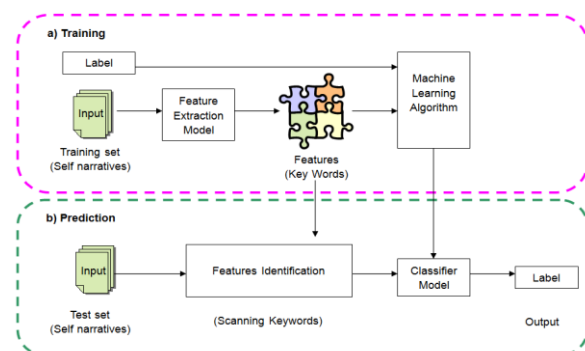 a) Training
Label
Input
Training set
(Self narratives)
Feature
Extraction
Model
Features
(Key Words)
Machine
Learning
Algorithm
b) Prediction
Input
Test set
(Self narratives)
Features Identification
(Scanning Keywords)
Classifier
Model
Label
Output